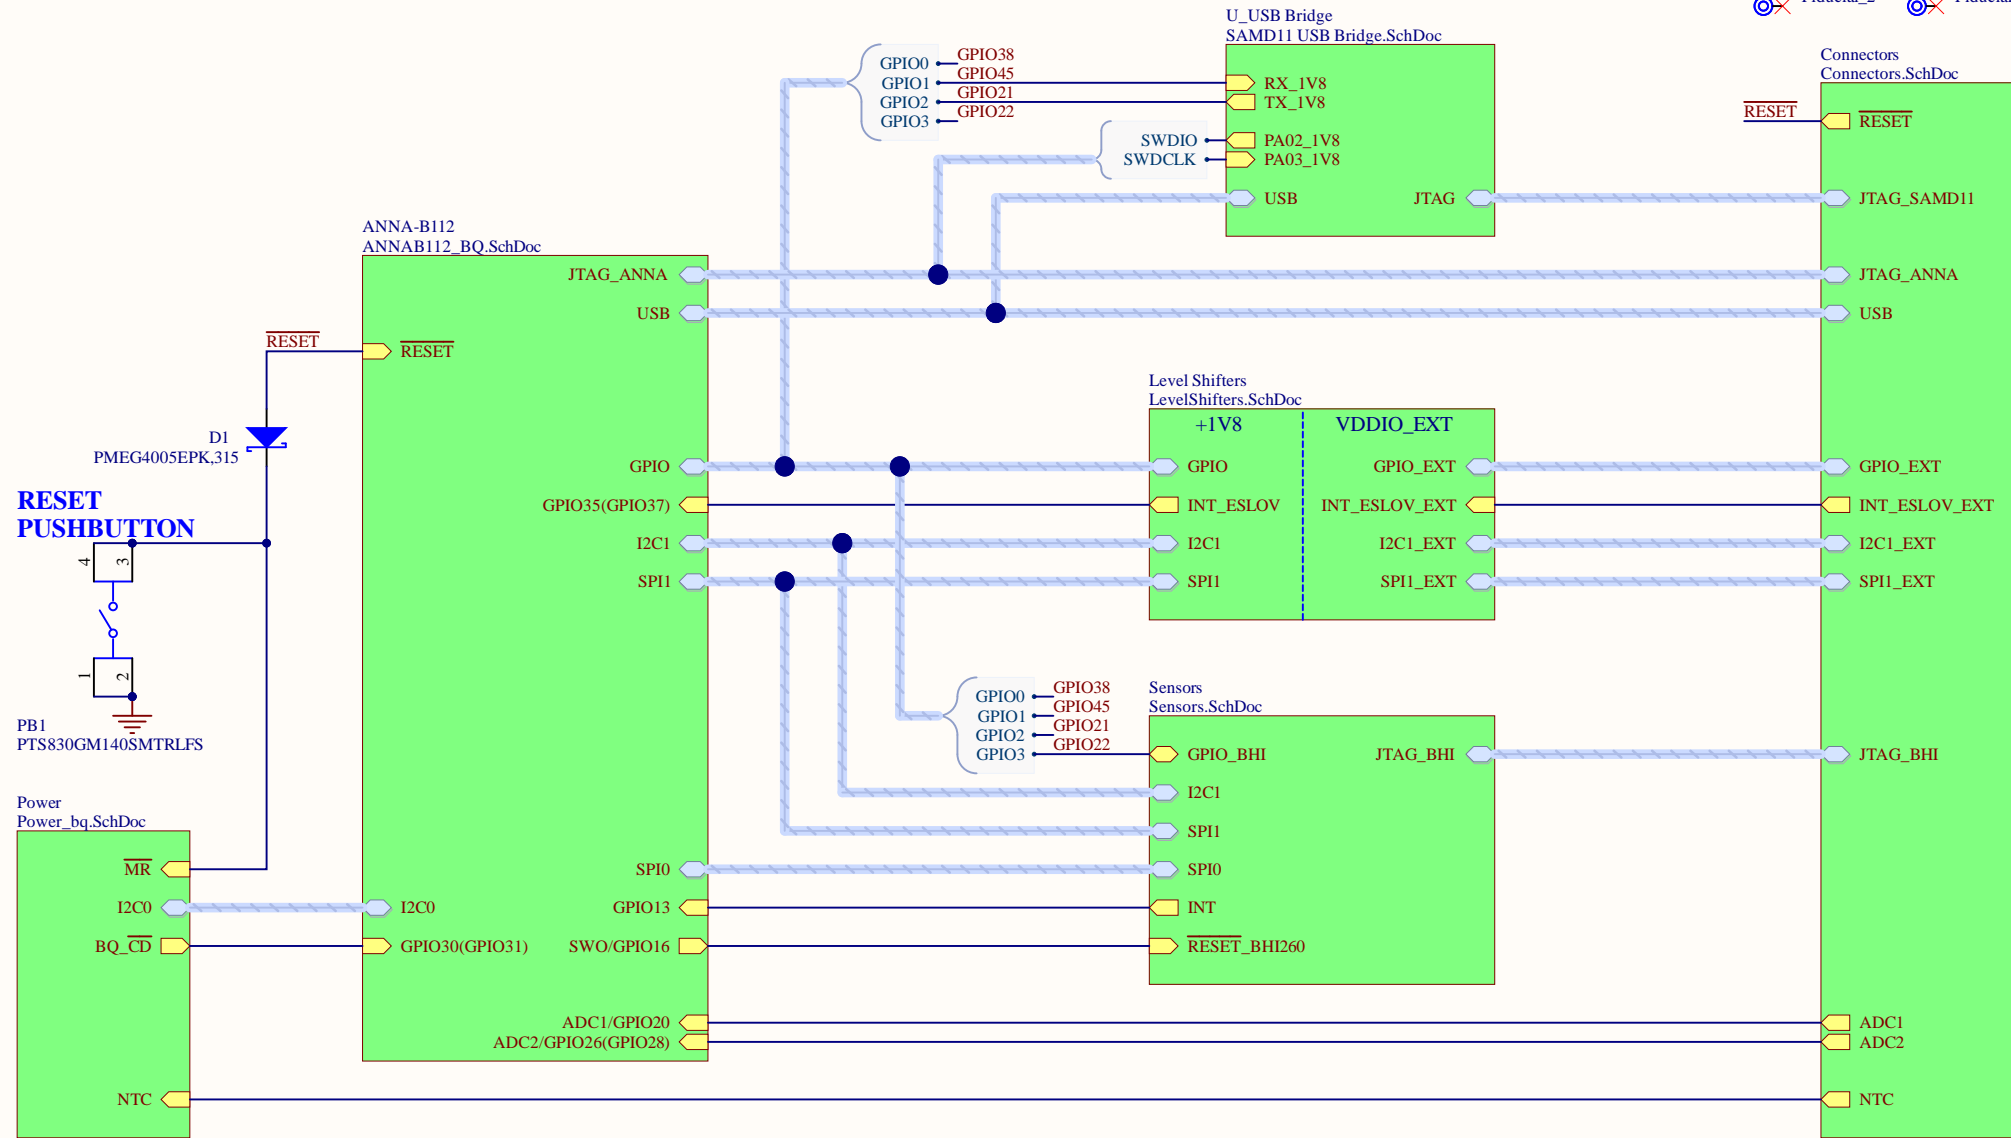 Fiducial_2
U_USB Bridge
SAMD11 USB Bridge.SchDoc
GPIO0
GPIO38
GPIO1
GPIO45
GPIO2
GPIO21
GPIO3
GPIO22
RX_1V8
TX_1V8
SWDIO
SWDCLK
PA02_1V8
PA03_1V8
USB
JTAG
Connectors
Connectors.SchDoc
RESET
RESET
JTAG_SAMD11
JTAG_ANNA
USB
GPIO_EXT
INT_ESLOV_EXT
I2C1_EXT
SPI1_EXT
JTAG_BHI
ADC1
ADC2
NTC
ANNA-B112
ANNAB112_BQ.SchDoc
JTAG_ANNA
USB
RESET
RESET
GPIO
GPIO35(GPIO37)
I2C1
SPI1
SPI0
I2C0
GPIO13
GPIO30(GPIO31)
SWO/GPIO16
ADC1/GPIO20
ADC2/GPIO26(GPIO28)
D1
PMEG4005EPK,315
RESET
PUSHBUTTON
4
3
1
2
PB1
PTS830GM140SMTRLFS
Power
Power_bq.SchDoc
MR
I2C0
BQ_CD
NTC
Level Shifters
LevelShifters.SchDoc
+1V8
VDDIO_EXT
GPIO
GPIO_EXT
INT_ESLOV
INT_ESLOV_EXT
I2C1
I2C1_EXT
SPI1
SPI1_EXT
GPIO0
GPIO38
GPIO1
GPIO45
GPIO2
GPIO21
GPIO3
GPIO22
Sensors
Sensors.SchDoc
GPIO_BHI
JTAG_BHI
I2C1
SPI1
SPI0
INT
RESET_BHI260